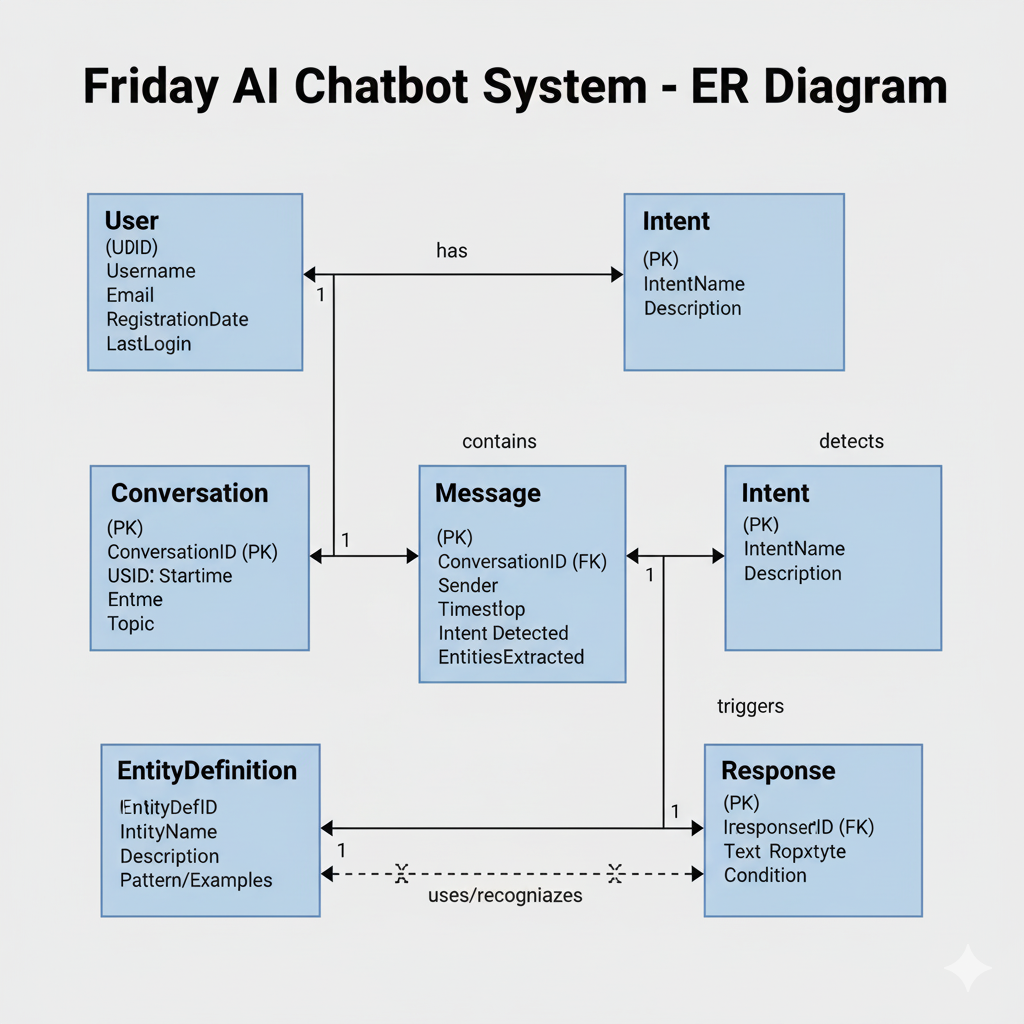 Friday AI Chatbot System - ER Diagram
User
(UDID)
Username
Email
RegistrationDate
LastLogin
has
1
Intent
(PK)
IntentName
Description
contains
detects
Conversation
(PK)
ConversationID (PK)
USID: Startime
Entme
Topic
1
Message
(PK)
ConversationID (FK)
Sender
Timestlop
Intent Detected
EntitiesExtracted
1
Intent
(PK)
IntentName
Description
triggers
EntityDefinition
EntityDefID
IntityName
Description
Pattern/Examples
1
1
uses/recogniazes
Response
(PK)
IresponserID (FK)
Text Ropxtyte
Condition